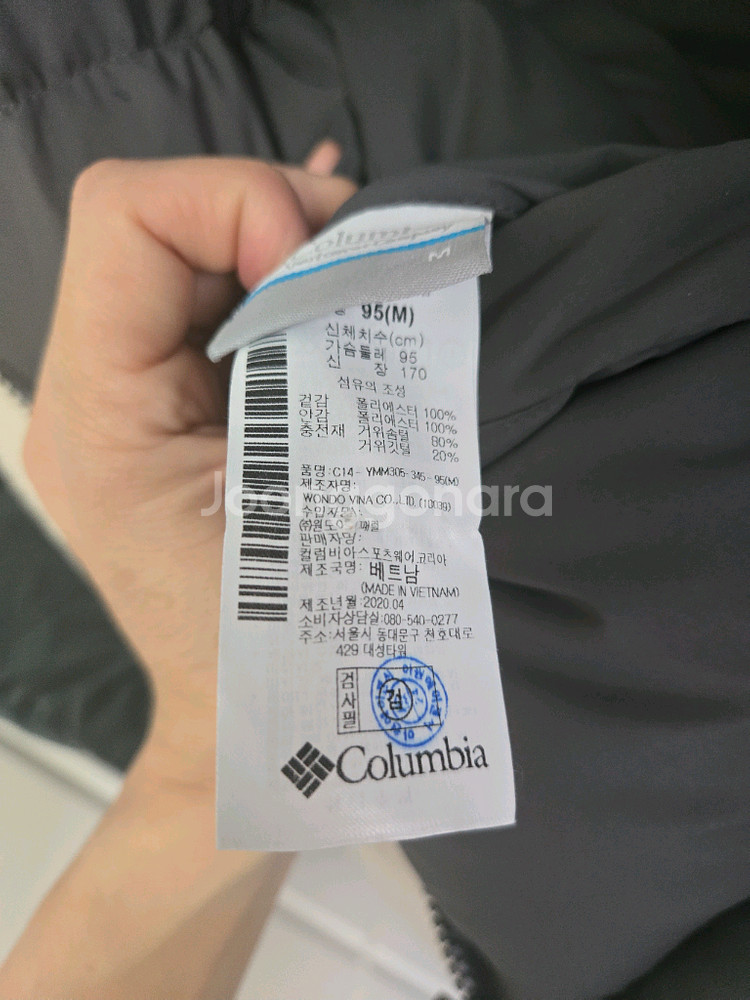 Columbia
Sportswear Company
M
95(M)
신체치수(cm)
가슴둘레 95
신 장 170
섬유의 조성
겉감 폴리에스터 100%
안감 폴리에스터 100%
충전재 거위솜털 80%
거위깃털 20%
품명:C14 - YMM305-345-95(M)
제조자명:
WONDO VINA CO.,LTD. (10039)
수입자명:
판매자명:
컬럼비아스포츠웨어코리아
제조국명: 베트남
(MADE IN VIETNAM)
제조년월:2020.04
소비자상담실:080-540-0277
주소:서울시 동대문구 천호대로
429 대성타워
검사필
검
Columbia
Joonggonara